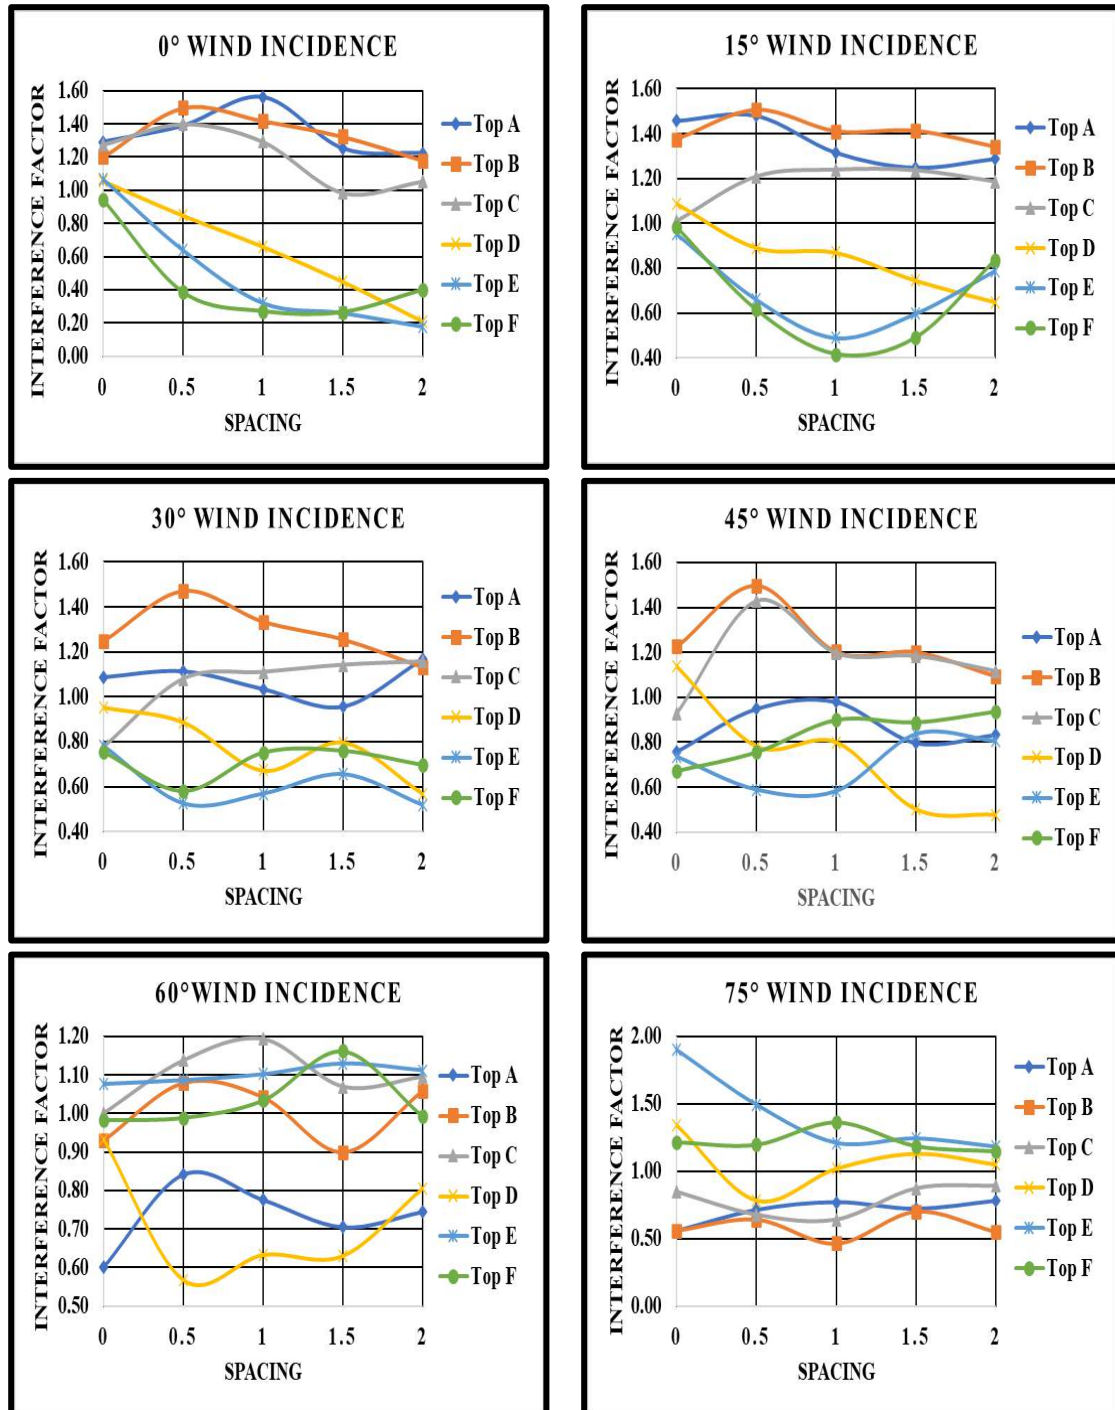 0° WIND INCIDENCE
INTERFERENCE FACTOR
1.60
1.40
1.20
1.00
0.80
0.60
0.40
0.20
0.00
0 0.5 1 1.5 2
SPACING
Top A
Top B
Top C
Top D
Top E
Top F
15° WIND INCIDENCE
INTERFERENCE FACTOR
1.60
1.40
1.20
1.00
0.80
0.60
0.40
0 0.5 1 1.5 2
SPACING
Top A
Top B
Top C
Top D
Top E
Top F
30° WIND INCIDENCE
INTERFERENCE FACTOR
1.60
1.40
1.20
1.00
0.80
0.60
0.40
0 0.5 1 1.5 2
SPACING
Top A
Top B
Top C
Top D
Top E
Top F
45° WIND INCIDENCE
INTERFERENCE FACTOR
1.60
1.40
1.20
1.00
0.80
0.60
0.40
0 0.5 1 1.5 2
SPACING
Top A
Top B
Top C
Top D
Top E
Top F
60°WIND INCIDENCE
INTERFERENCE FACTOR
1.20
1.10
1.00
0.90
0.80
0.70
0.60
0.50
0 0.5 1 1.5 2
SPACING
Top A
Top B
Top C
Top D
Top E
Top F
75° WIND INCIDENCE
INTERFERENCE FACTOR
2.00
1.50
1.00
0.50
0.00
0 0.5 1 1.5 2
SPACING
Top A
Top B
Top C
Top D
Top E
Top F